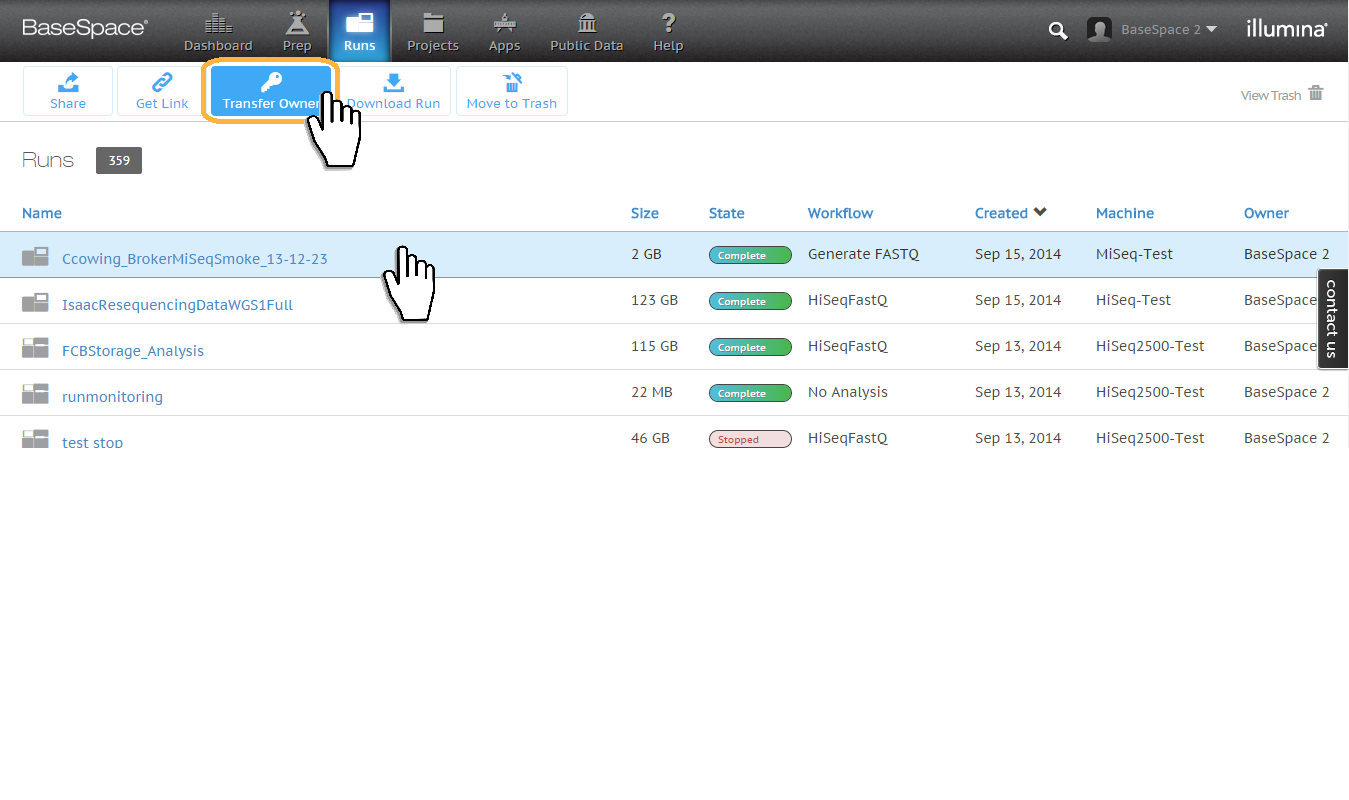 BaseSpace®
Dashboard Prep Runs Projects Apps Public Data ? Help BaseSpace 2 illumina®
Share Get Link Transfer Owner Download Run Move to Trash View Trash
Runs 359
Name Size State Workflow Created Machine Owner
Ccowing_BrokerMiSeqSmoke_13-12-23 2 GB Complete Generate FASTQ Sep 15, 2014 MiSeq-Test BaseSpace 2
IsaacResequencingDataWGS1Full 123 GB Complete HiSeqFastQ Sep 15, 2014 HiSeq-Test BaseSpace
FCBStorage_Analysis 115 GB Complete HiSeqFastQ Sep 13, 2014 HiSeq2500-Test BaseSpace
runmonitoring 22 MB Complete No Analysis Sep 13, 2014 HiSeq2500-Test BaseSpace 2
test stop 46 GB Stopped HiSeqFastQ Sep 13, 2014 HiSeq2500-Test BaseSpace 2
contact us